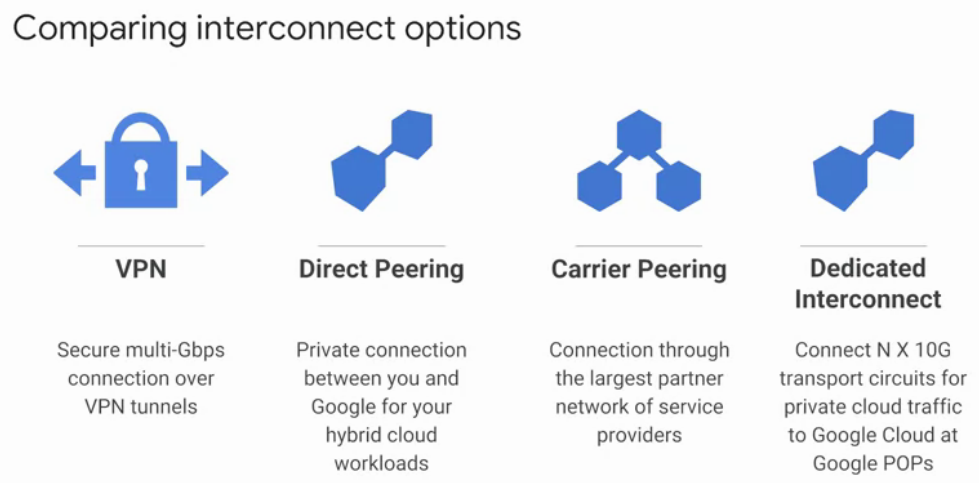 Comparing interconnect options
VPN
Secure multi-Gbps
connection over
VPN tunnels
Direct Peering
Private connection
between you and
Google for your
hybrid cloud
workloads
Carrier Peering
Connection through
the largest partner
network of service
providers
Dedicated
Interconnect
Connect N X 10G
transport circuits for
private cloud traffic
to Google Cloud at
Google POPs